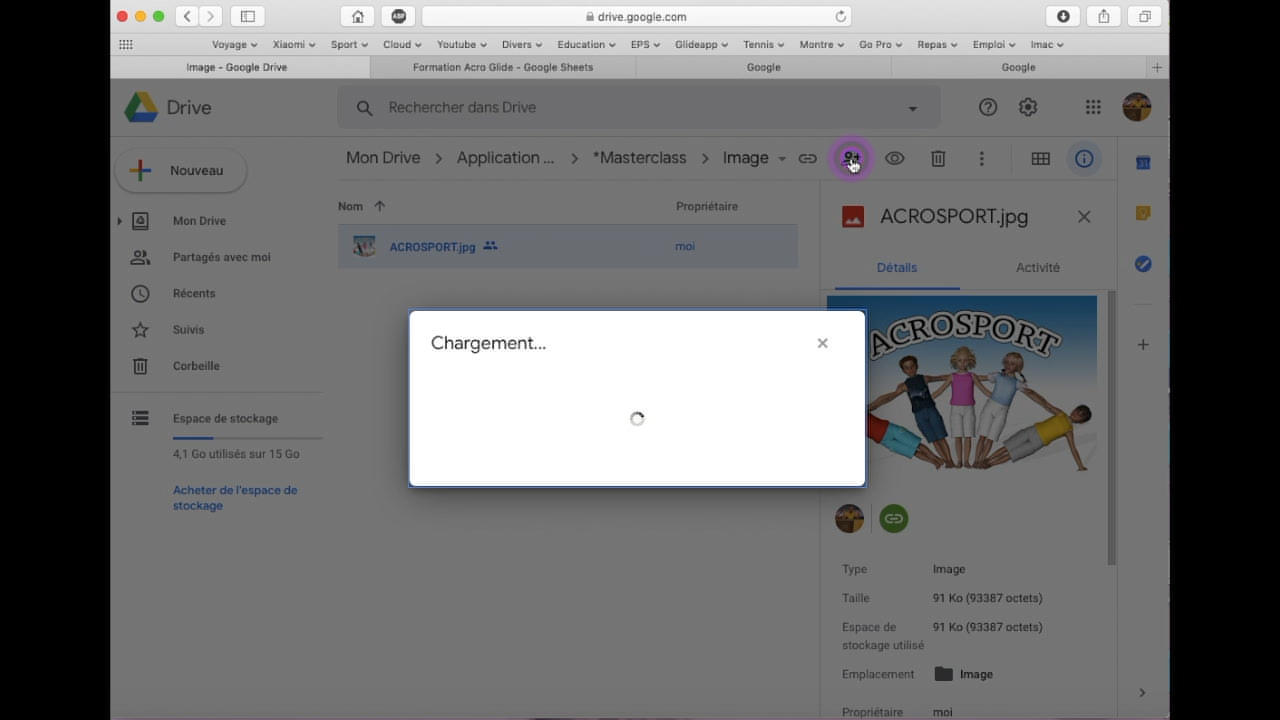 drive.google.com
ABP
Voyage Xiaomi Sport Cloud Youtube Divers Education EPS Glideapp Tennis Montre Go Pro Repas Emploi Imac
Image - Google Drive
Formation Acro Glide - Google Sheets
Google
Google
Drive
Rechercher dans Drive
Nouveau
Mon Drive > Application ... > *Masterclass > Image
Mon Drive
Partagés avec moi
Récents
Suivis
Corbeille
Espace de stockage
4,1 Go utilisés sur 15 Go
Acheter de l'espace de
stockage
Nom
Propriétaire
ACROSPORT.jpg
moi
Chargement...
ACROSPORT.jpg
Détails
Activité
ACROSPORT
Type
Image
Taille
91 Ko (93387 octets)
Espace de
stockage utilisé
91 Ko (93387 octets)
Emplacement
Image
Propriétaire
moi